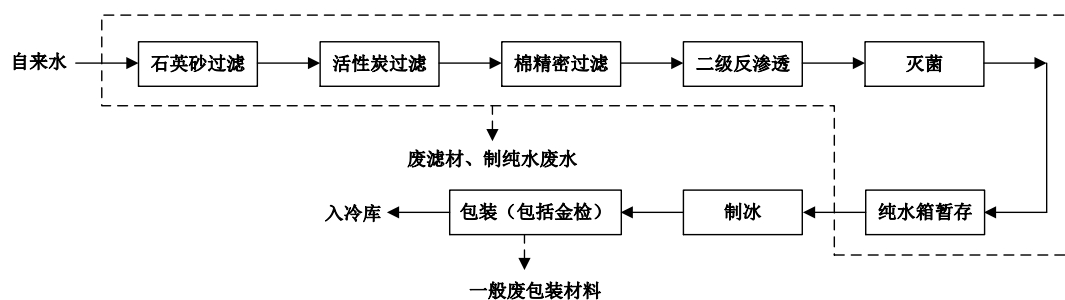 自来水
石英砂过滤
活性炭过滤
棉精密过滤
二级反渗透
灭菌
废滤材、制纯水废水
入冷库
包装（包括金检）
制冰
纯水箱暂存
一般废包装材料